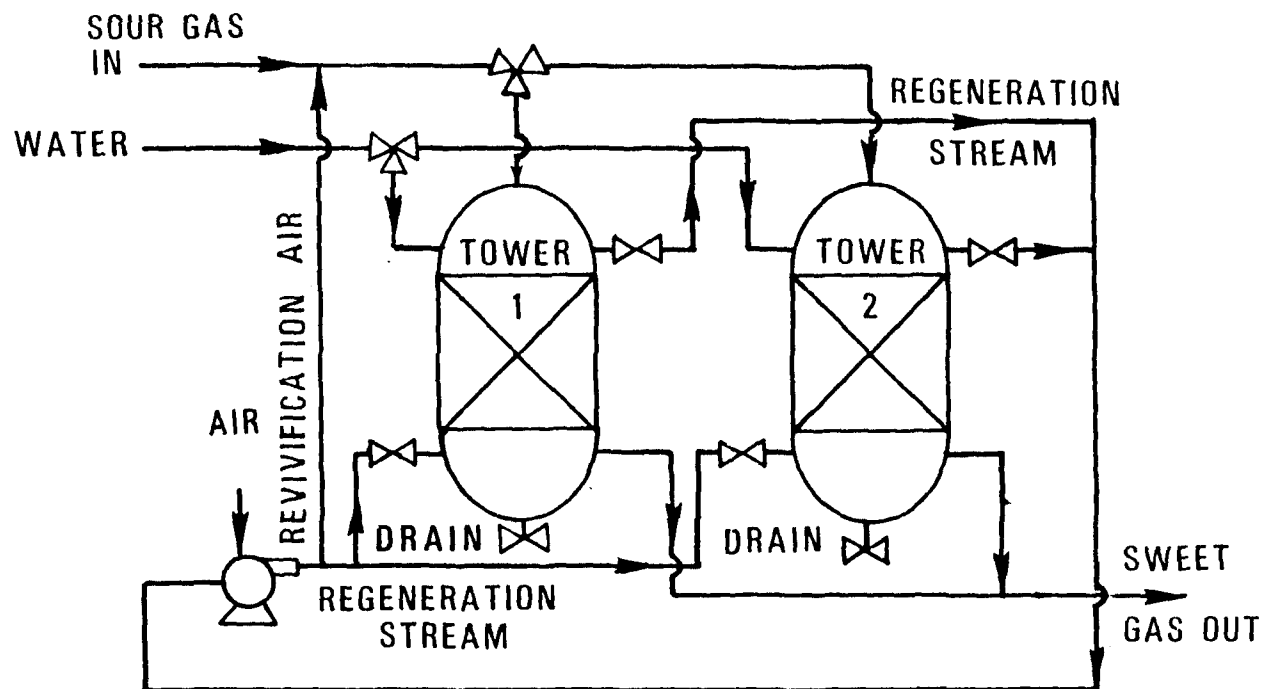 SOUR GAS
IN
WATER
REGENERATION
STREAM
TOWER
1
TOWER
2
REVIVIFICATION AIR
AIR
DRAIN
DRAIN
REGENERATION
STREAM
SWEET
GAS OUT